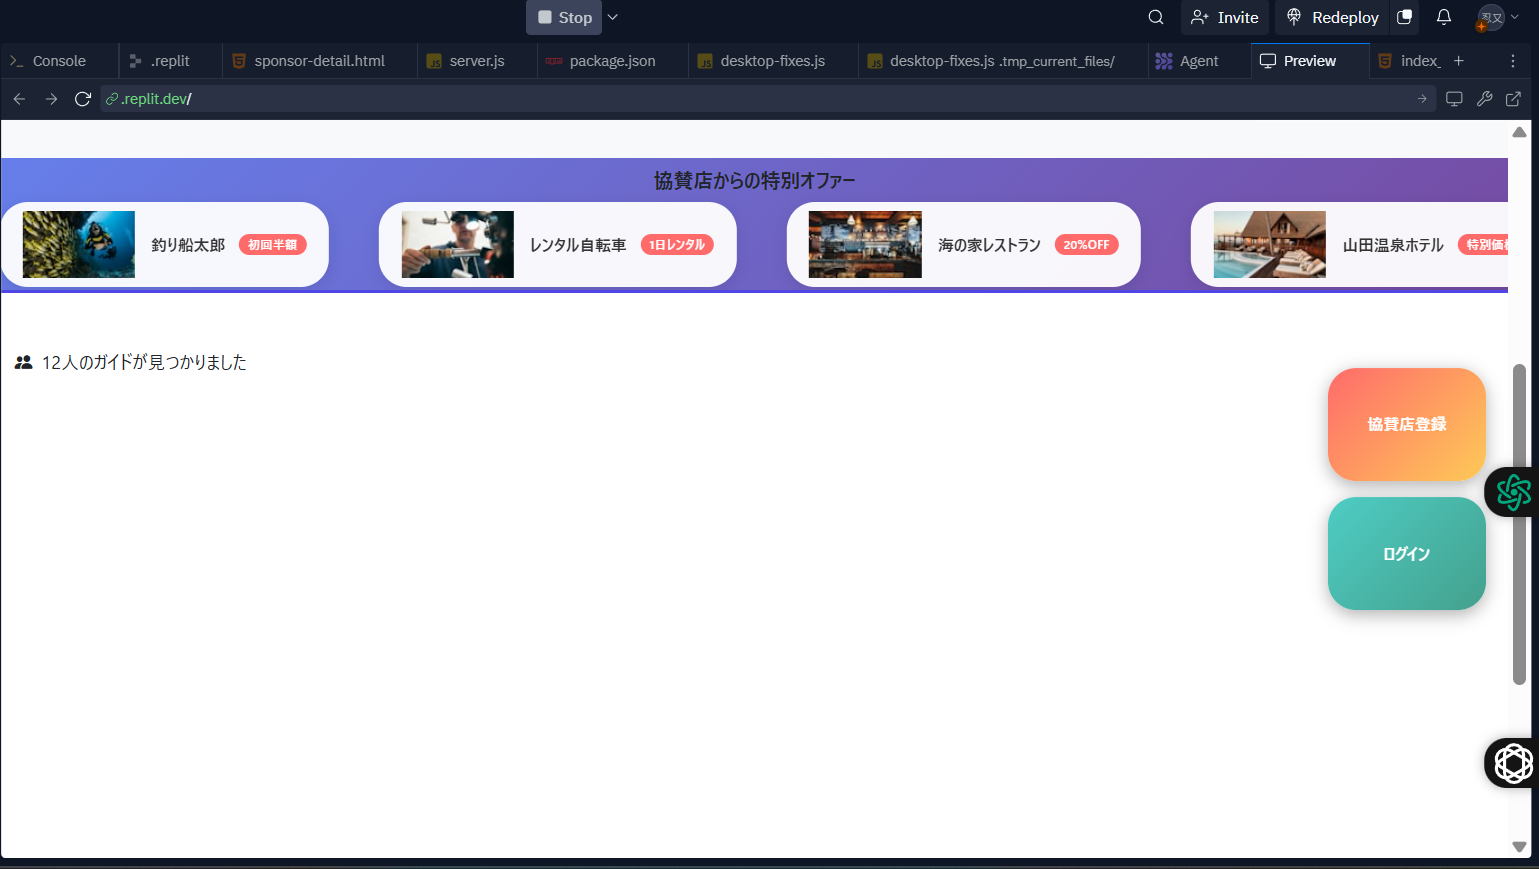 Stop
Invite
Redeploy
Console
.replit
sponsor-detail.html
server.js
package.json
desktop-fixes.js
desktop-fixes.js .tmp_current_files/
Agent
Preview
index_
.replit.dev/
協賛店からの特別オファー
釣り船太郎 初回半額
レンタル自転車 1日レンタル
海の家レストラン 20%OFF
山田温泉ホテル 特別価
12人のガイドが見つかりました
協賛店登録
ログイン